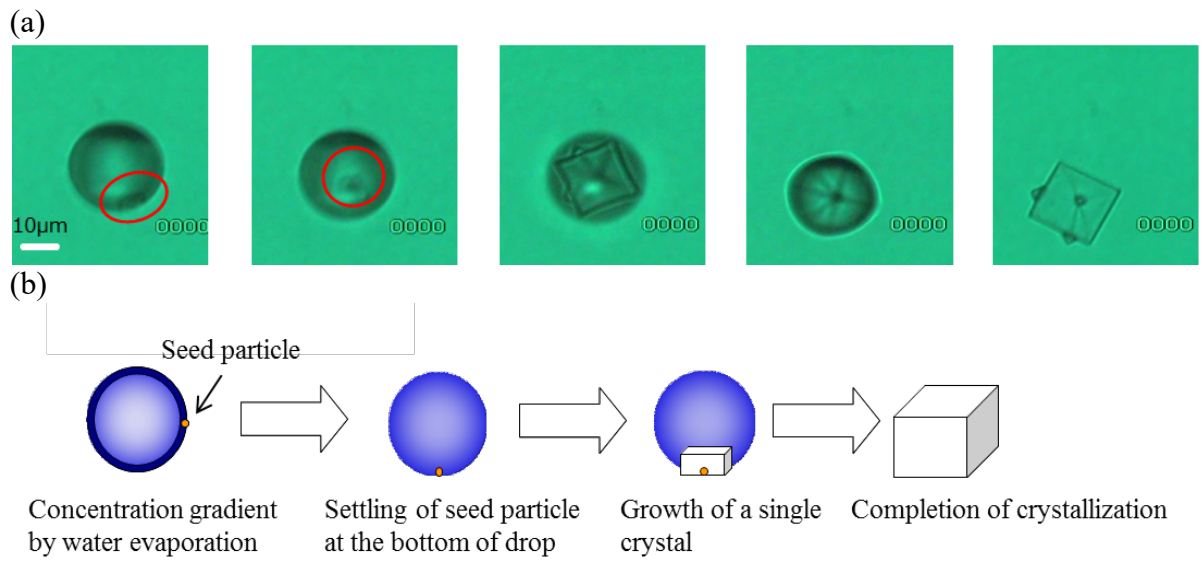 (a)
10μm
0000
0000
0000
0000
0000
(b)
Seed particle
Concentration gradient
by water evaporation
Settling of seed particle
at the bottom of drop
Growth of a single
crystal
Completion of crystallization